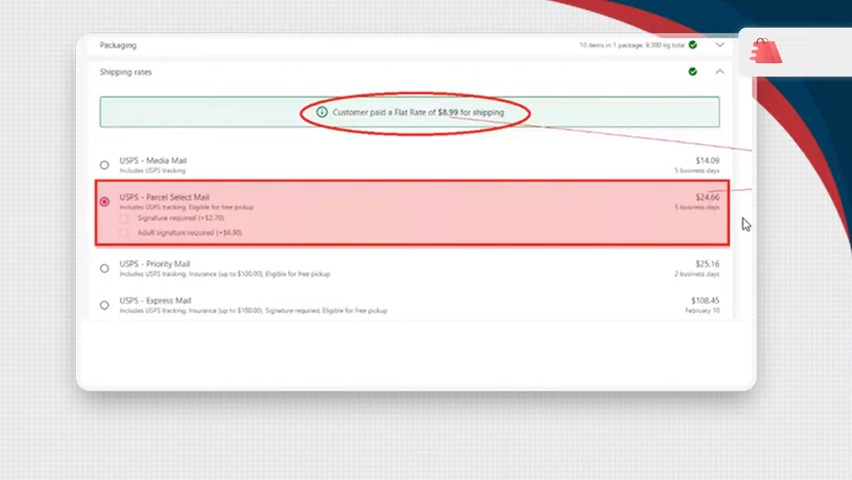 Packaging
10 items in 1 package, 9.300 kg total
Shipping rates
Customer paid a Flat Rate of $8.99 for shipping
USPS - Media Mail
$14.09
Includes USPS tracking
5 business days
USPS - Parcel Select Mail
$24.66
Includes USPS tracking, Eligible for free pickup
5 business days
Signature required (+$2.70)
Adult signature required (+$6.90)
USPS - Priority Mail
$25.16
Includes USPS tracking, Insurance (up to $100.00), Eligible for free pickup
2 business days
USPS - Express Mail
$108.45
Includes USPS tracking, Insurance (up to $100.00), Signature required, Eligible for free pickup
February 10